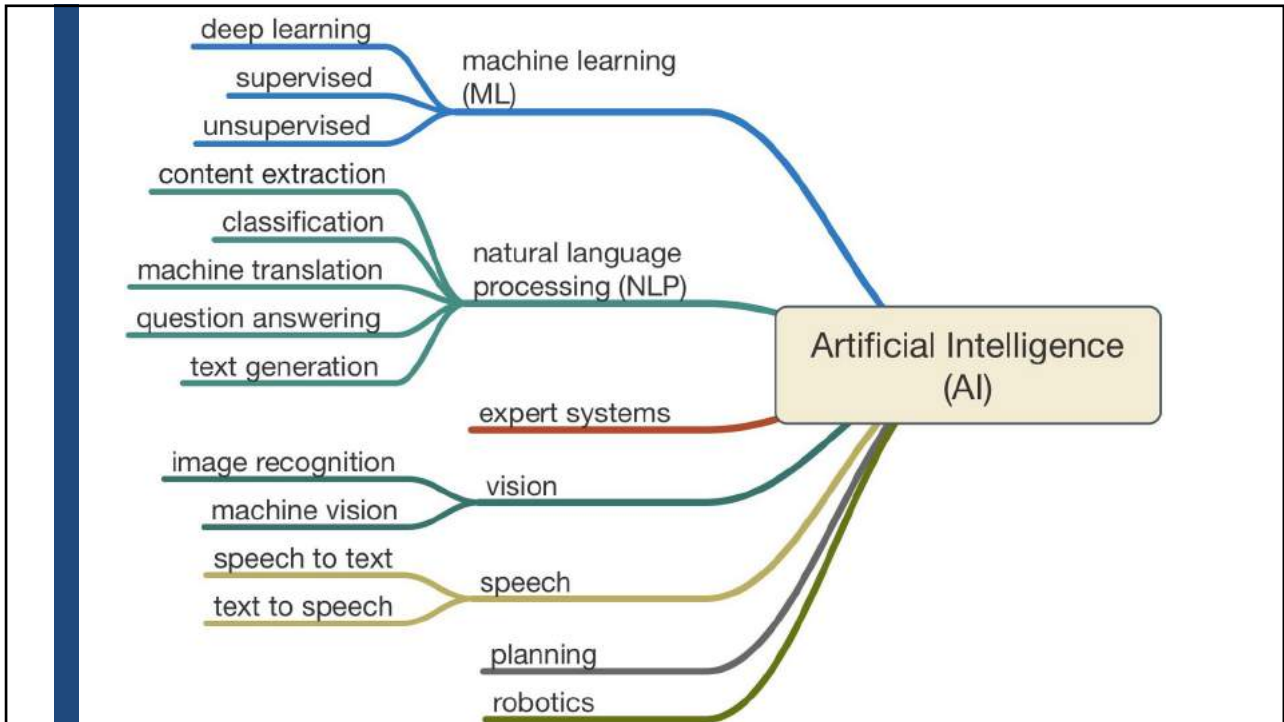 deep learning
supervised
unsupervised
machine learning
(ML)
content extraction
classification
machine translation
question answering
text generation
natural language
processing (NLP)
expert systems
image recognition
machine vision
vision
speech to text
text to speech
speech
planning
robotics
Artificial Intelligence
(AI)